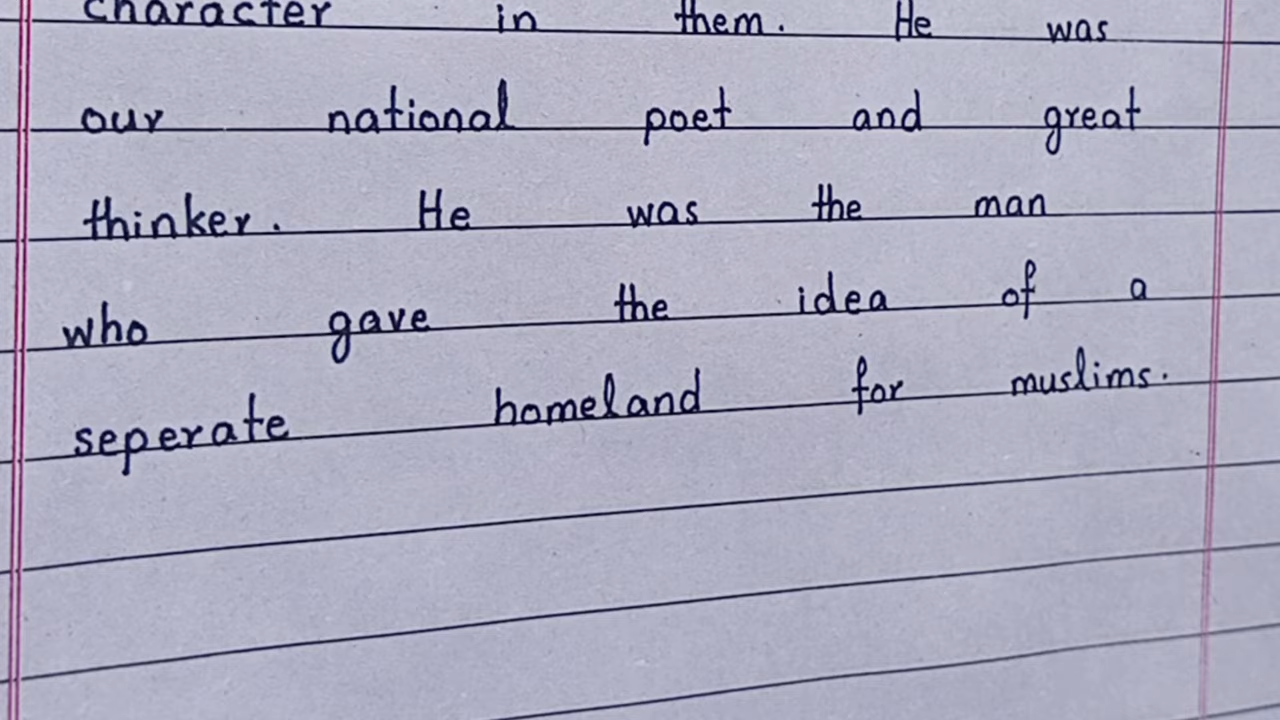 character in them. He was
our national poet and great
thinker. He was the man
who gave the idea of a
seperate homeland for muslims.